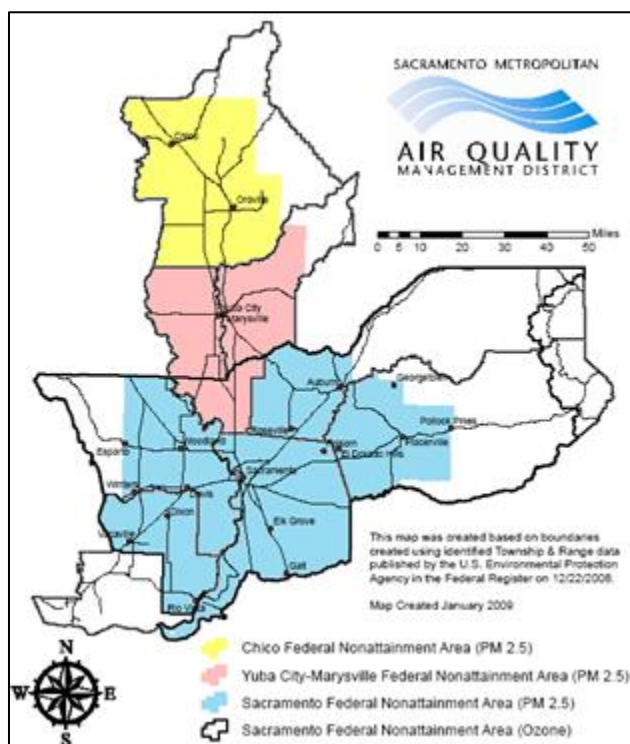 SACRAMENTO METROPOLITAN
AIR QUALITY
MANAGEMENT DISTRICT
Miles
0 5 10 20 30 40 50
Chico
Oroville
Yuba City
Marysville
Auburn
Georgetown
Roseville
Pollock Pines
Placerville
Folsom
El Dorado Hills
Woodland
Esparto
Sacramento
Winters
Davis
Dixon
Elk Grove
Vacaville
Galt
Rio Vista
This map was created based on boundaries
created using identified Township & Range data
published by the U.S. Environmental Protection
Agency in the Federal Register on 12/22/2008.
Map Created January 2009
Chico Federal Nonattainment Area (PM 2.5)
Yuba City-Marysville Federal Nonattainment Area (PM 2.5)
Sacramento Federal Nonattainment Area (PM 2.5)
Sacramento Federal Nonattainment Area (Ozone)
N
W E
S